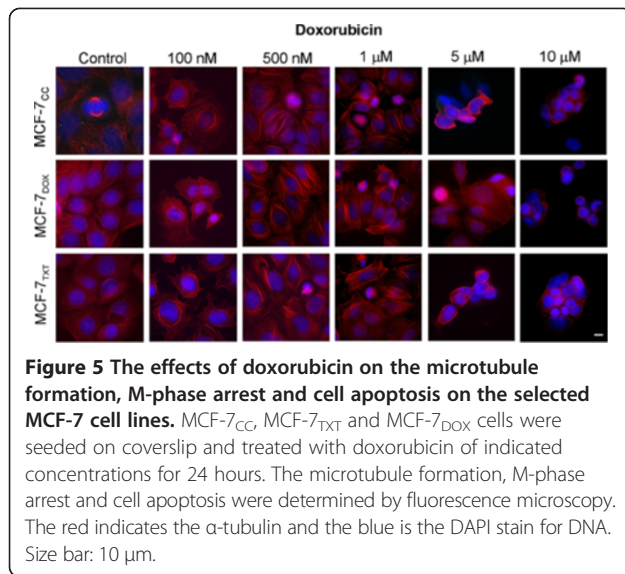 Doxorubicin
Control 100 nM 500 nM 1 μM 5 μM 10 μM
MCF-7CC
MCF-7DOX
MCF-7TXT
Figure 5 The effects of doxorubicin on the microtubule
formation, M-phase arrest and cell apoptosis on the selected
MCF-7 cell lines. MCF-7CC, MCF-7TXT and MCF-7DOX cells were
seeded on coverslip and treated with doxorubicin of indicated
concentrations for 24 hours. The microtubule formation, M-phase
arrest and cell apoptosis were determined by fluorescence microscopy.
The red indicates the α-tubulin and the blue is the DAPI stain for DNA.
Size bar: 10 μm.